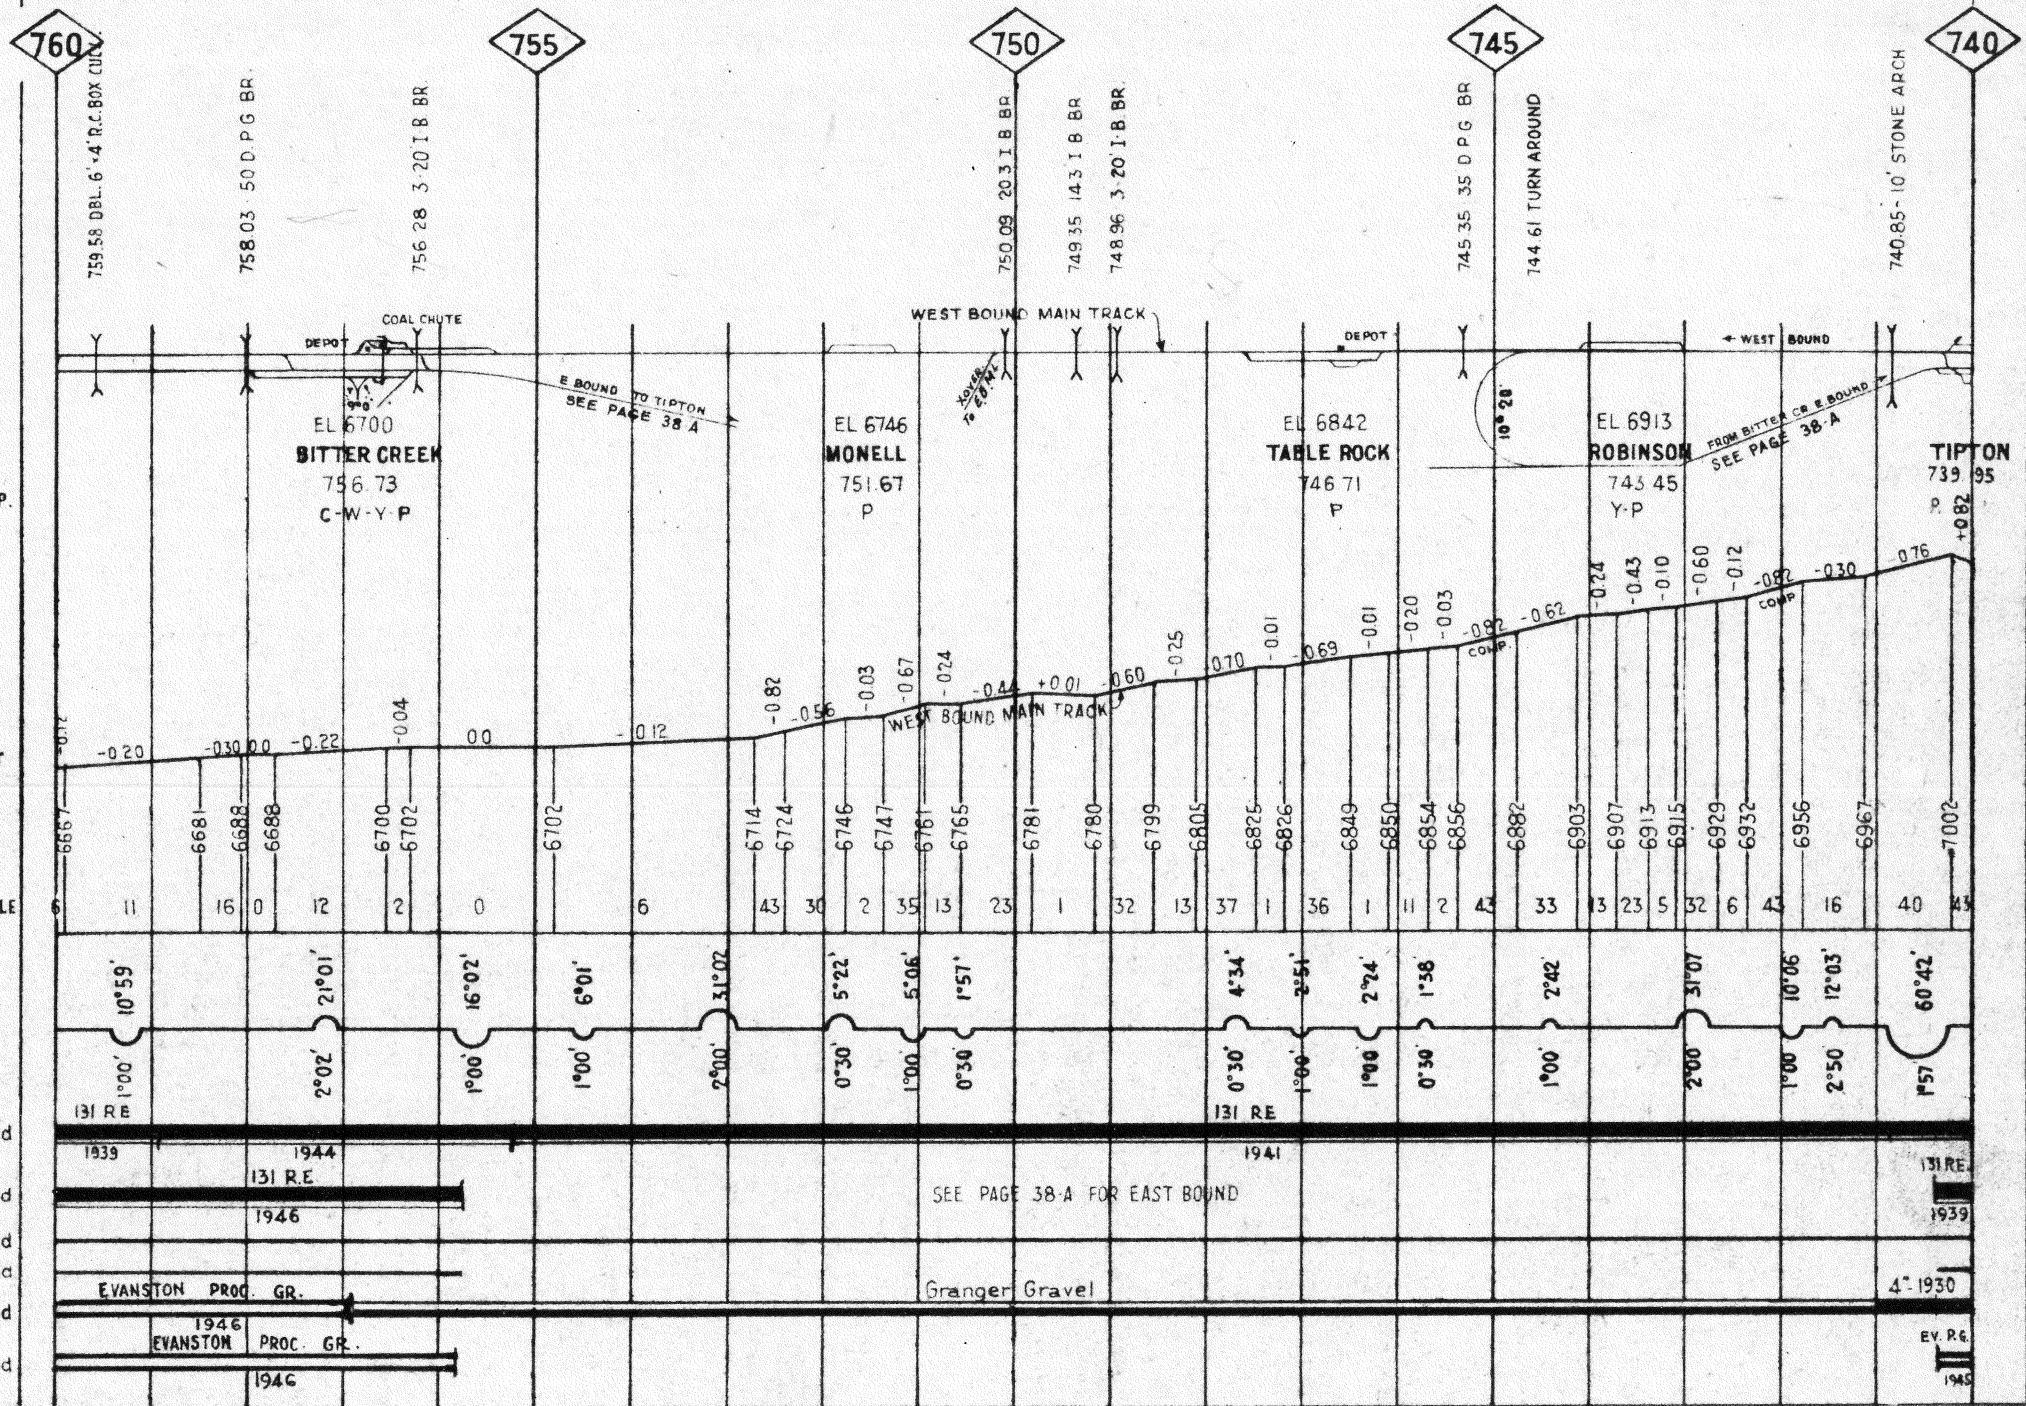 760
755
750
745
740
759.58 DBL. 6' × 4' R.C. BOX CULV.
758.03 - 50 D.P.G BR.
756 28 3-20' I B BR.
750.09 20 3 I B BR
749.35 14.3' I B BR
748.96 3-20' I-B BR.
745.35 35 D P G BR
744 61 TURN AROUND
740.85 - 10' STONE ARCH
WEST BOUND MAIN TRACK
COAL CHUTE
DEPOT
DEPOT
← WEST BOUND
9°0'
E BOUND TO TIPTON
SEE PAGE 38 A
XOVER
To E.B.M.L
10° 20'
FROM BITTER CR E BOUND
SEE PAGE 38-A
EL 6700
BITTER CREEK
756.73
C-W-Y-P
EL 6746
MONELL
751.67
P
EL 6842
TABLE ROCK
746 71
P
EL 6913
ROBINSON
743 45
Y-P
TIPTON
739.95
P.
P.
+0.82
-0.12 -0.20 -0.30 0.0 -0.22 -0.04 0.0 -0.12 -0.82 -0.56 -0.03 -0.67 -0.24 -0.44 +0.01 -0.60 -0.25 -0.70 -0.01 -0.69 -0.01 -0.20 -0.03 -0.82 -0.62 -0.24 -0.43 -0.10 -0.60 -0.12 -0.82 -0.30 -0.76
COMP.
COMP
WEST BOUND MAIN TRACK
6667 6681 6688 6688 6700 6702 6702 6714 6724 6746 6747 6761 6765 6781 6780 6799 6805 6825 6826 6849 6850 6854 6856 6882 6903 6907 6913 6915 6929 6932 6956 6967 7002
LE 6 11 16 0 12 2 0 6 43 30 2 35 13 23 1 32 13 37 1 36 1 11 2 43 33 13 23 5 32 6 43 16 40 43
10°59' 21°01' 16°02' 6°01' 31°02 5°22' 5°06' 1°57' 4°34' 2°51' 2°24' 1°38' 2°42' 31°07 10°06 12°03' 60°42'
1°00' 2°02' 1°00' 1°00' 2°00' 0°30' 1°00' 0°30' 0°30' 1°00' 1°00' 0°30' 1°00' 2°00 1°00 2°50' 1°57'
131 RE
131 RE
d
1939
1944
1941
131 R.E
131 RE.
d
SEE PAGE 38-A FOR EAST BOUND
1946
1939
d
d
EVANSTON PROC. GR.
Granger Gravel
4"-1930
d
1946
EVANSTON PROC. GR.
EV. P.G.
d
1946
1945